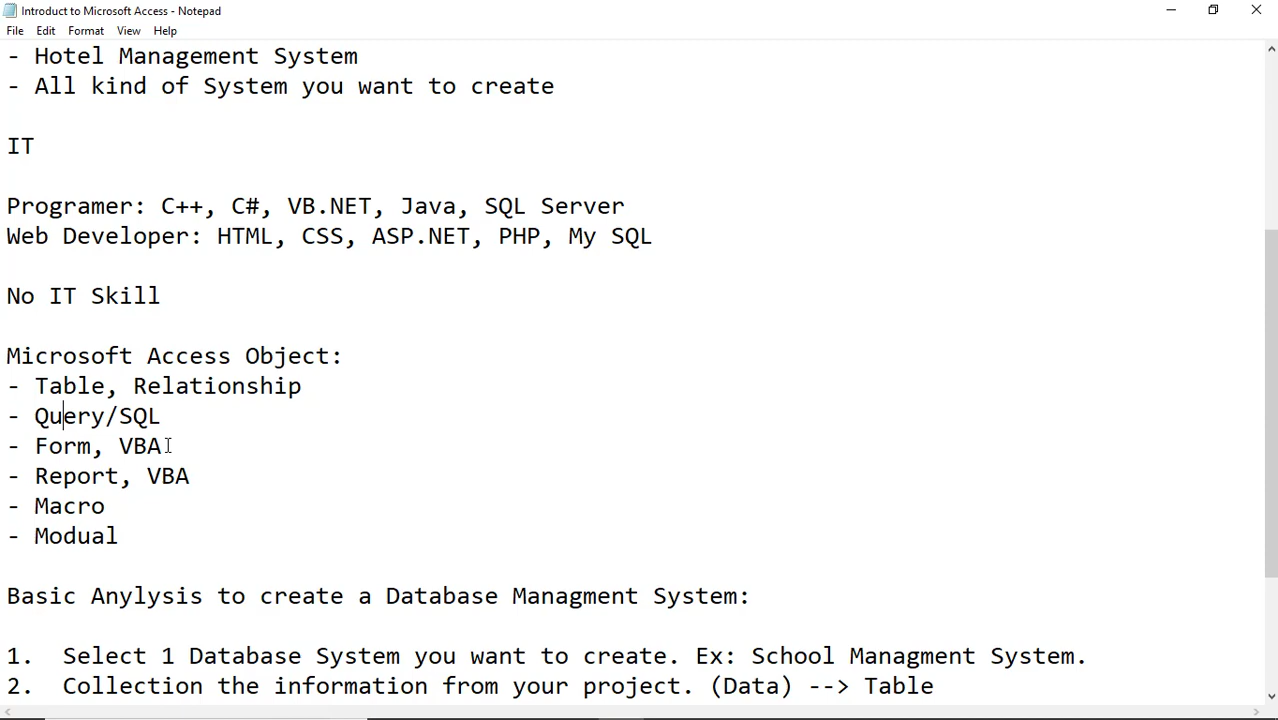 Introduct to Microsoft Access - Notepad
File Edit Format View Help
- Hotel Management System
- All kind of System you want to create
IT
Programer: C++, C#, VB.NET, Java, SQL Server
Web Developer: HTML, CSS, ASP.NET, PHP, My SQL
No IT Skill
Microsoft Access Object:
- Table, Relationship
- Query/SQL
- Form, VBA
- Report, VBA
- Macro
- Modual
Basic Anylysis to create a Database Managment System:
1. Select 1 Database System you want to create. Ex: School Managment System.
2. Collection the information from your project. (Data) --> Table